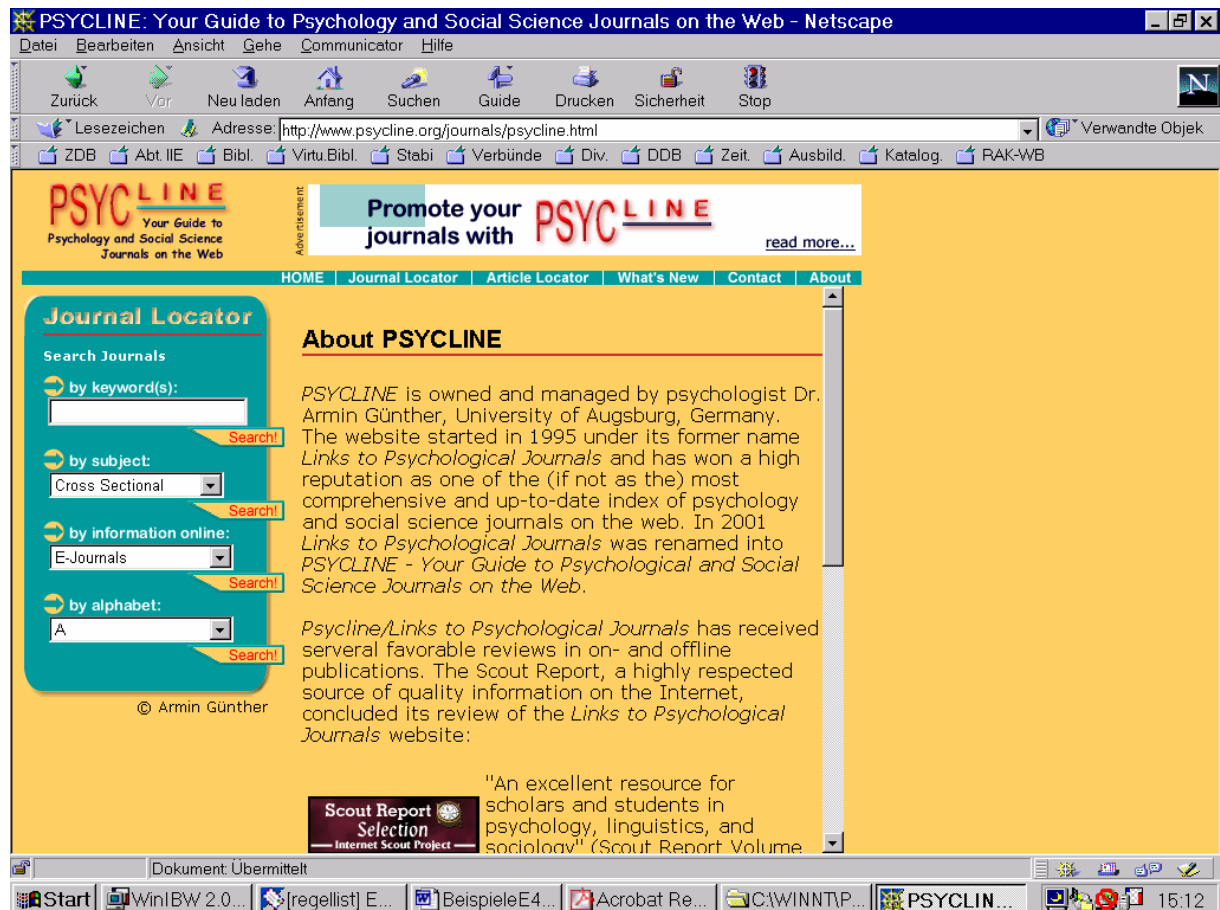 PSYCLINE: Your Guide to Psychology and Social Science Journals on the Web - Netscape
Datei Bearbeiten Ansicht Gehe Communicator Hilfe
Zurück Vor Neu laden Anfang Suchen Guide Drucken Sicherheit Stop
N
Lesezeichen Adresse: http://www.psycline.org/journals/psycline.html Verwandte Objek
ZDB Abt. IIE Bibl. Virtu.Bibl. Stabi Verbünde Div. DDB Zeit. Ausbild. Katalog. RAK-WB
PSYCLINE
Your Guide to
Psychology and Social Science
Journals on the Web
Advertisement
Promote your
journals with
PSYCLINE
read more...
HOME | Journal Locator | Article Locator | What's New | Contact | About
Journal Locator
Search Journals
by keyword(s):
Search!
by subject:
Cross Sectional
Search!
by information online:
E-Journals
Search!
by alphabet:
A
Search!
© Armin Günther
About PSYCLINE
PSYCLINE is owned and managed by psychologist Dr.
Armin Günther, University of Augsburg, Germany.
The website started in 1995 under its former name
Links to Psychological Journals and has won a high
reputation as one of the (if not as the) most
comprehensive and up-to-date index of psychology
and social science journals on the web. In 2001
Links to Psychological Journals was renamed into
PSYCLINE - Your Guide to Psychological and Social
Science Journals on the Web.
Psycline/Links to Psychological Journals has received
serveral favorable reviews in on- and offline
publications. The Scout Report, a highly respected
source of quality information on the Internet,
concluded its review of the Links to Psychological
Journals website:
Scout Report
Selection
Internet Scout Project
"An excellent resource for
scholars and students in
psychology, linguistics, and
sociology" (Scout Report Volume
Dokument: Übermittelt
Start WinIBW 2.0... [regellist] E... BeispieleE4... Acrobat Re... C:\WINNT\P... PSYCLIN... 15:12